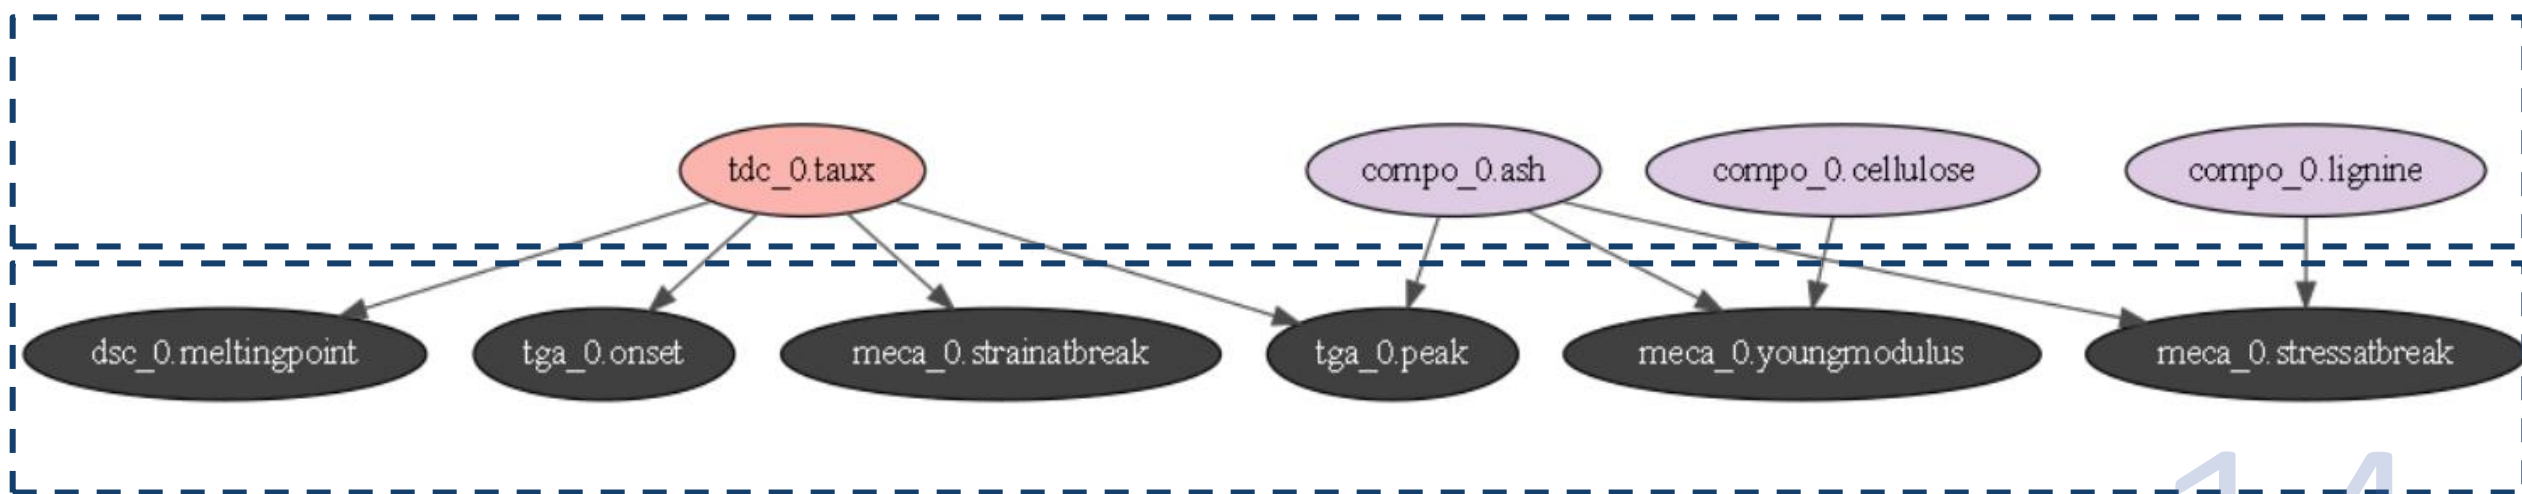 tdc_0.taux
compo_0.ash
compo_0.cellulose
compo_0.lignine
dsc_0.meltingpoint
tga_0.onset
meca_0.strainatbreak
tga_0.peak
meca_0.youngmodulus
meca_0.stressatbreak
14